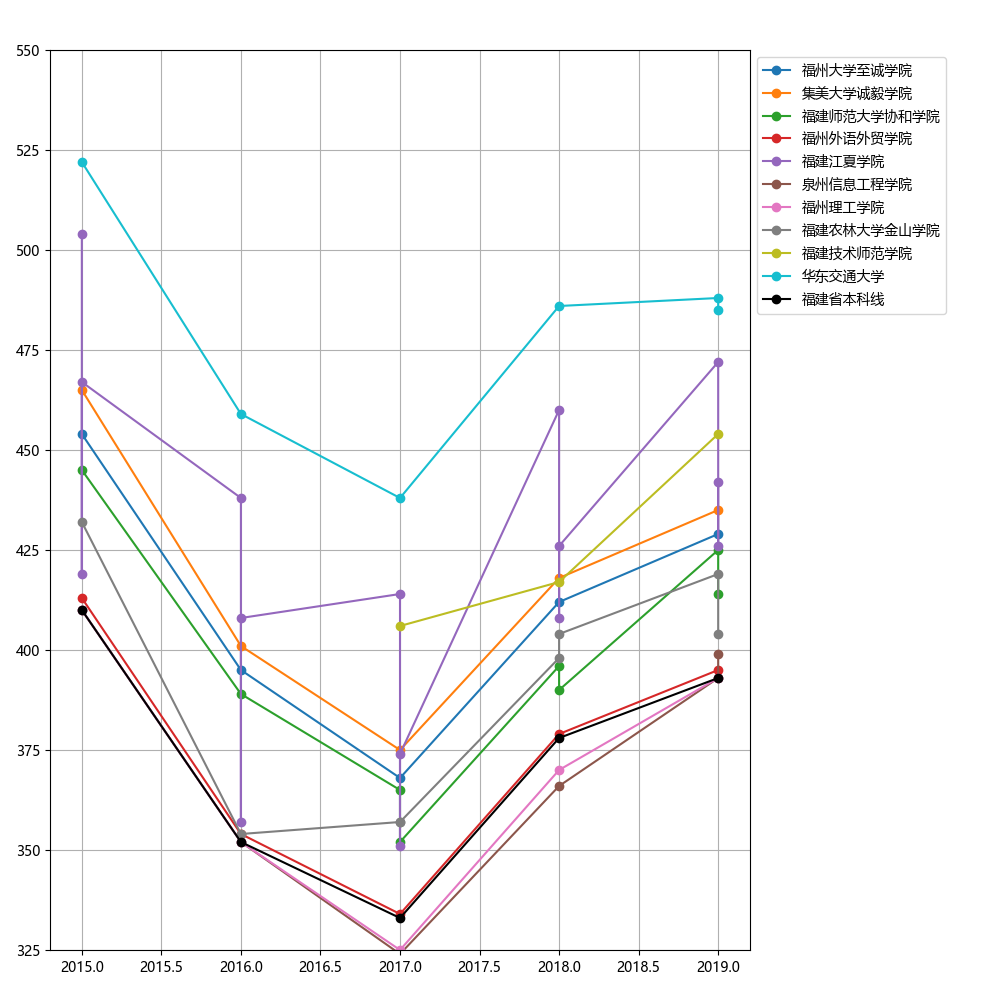 550
525
500
475
450
425
400
375
350
325
2015.0
2015.5
2016.0
2016.5
2017.0
2017.5
2018.0
2018.5
2019.0
福州大学至诚学院
集美大学诚毅学院
福建师范大学协和学院
福州外语外贸学院
福建江夏学院
泉州信息工程学院
福州理工学院
福建农林大学金山学院
福建技术师范学院
华东交通大学
福建省本科线